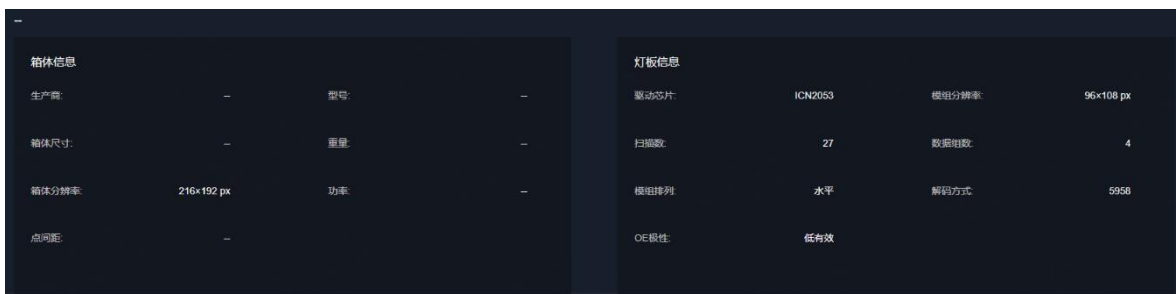 --
箱体信息
生产商: -- 型号: --
箱体尺寸: -- 重量: --
箱体分辨率: 216×192 px 功率: --
点间距: --
灯板信息
驱动芯片: ICN2053 模组分辨率: 96×108 px
扫描数: 27 数据组数: 4
模组排列: 水平 解码方式: 5958
OE极性: 低有效